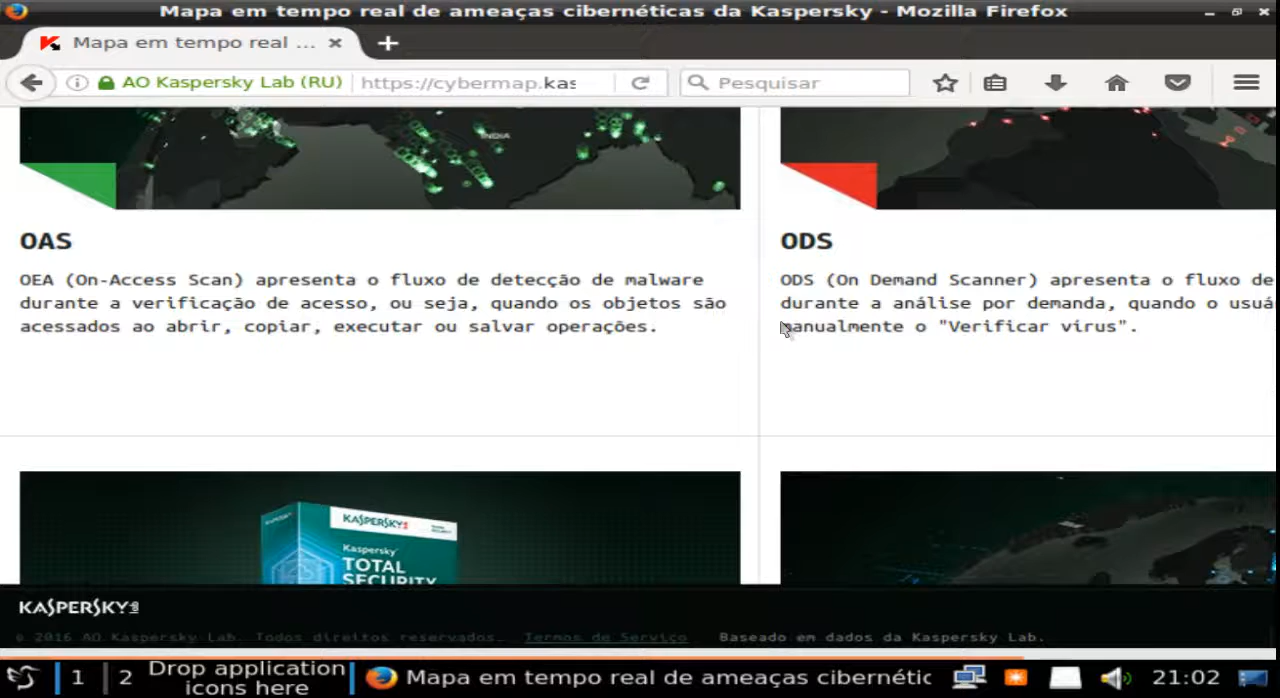 Mapa em tempo real de ameaças cibernéticas da Kaspersky - Mozilla Firefox
Mapa em tempo real ...
AO Kaspersky Lab (RU)
https://cybermap.kas
Pesquisar
INDIA
OAS
OEA (On-Access Scan) apresenta o fluxo de detecção de malware
durante a verificação de acesso, ou seja, quando os objetos são
acessados ao abrir, copiar, executar ou salvar operações.
ODS
ODS (On Demand Scanner) apresenta o fluxo de
durante a análise por demanda, quando o usuá
manualmente o "Verificar vírus".
KASPERSKY
Kaspersky
TOTAL
SECURITY
KASPERSKY
© 2016 AO Kaspersky Lab. Todos direitos reservados.
Termos de Serviço
Baseado em dados da Kaspersky Lab.
1
2
Drop application
icons here
Mapa em tempo real de ameaças cibernétic
21:02